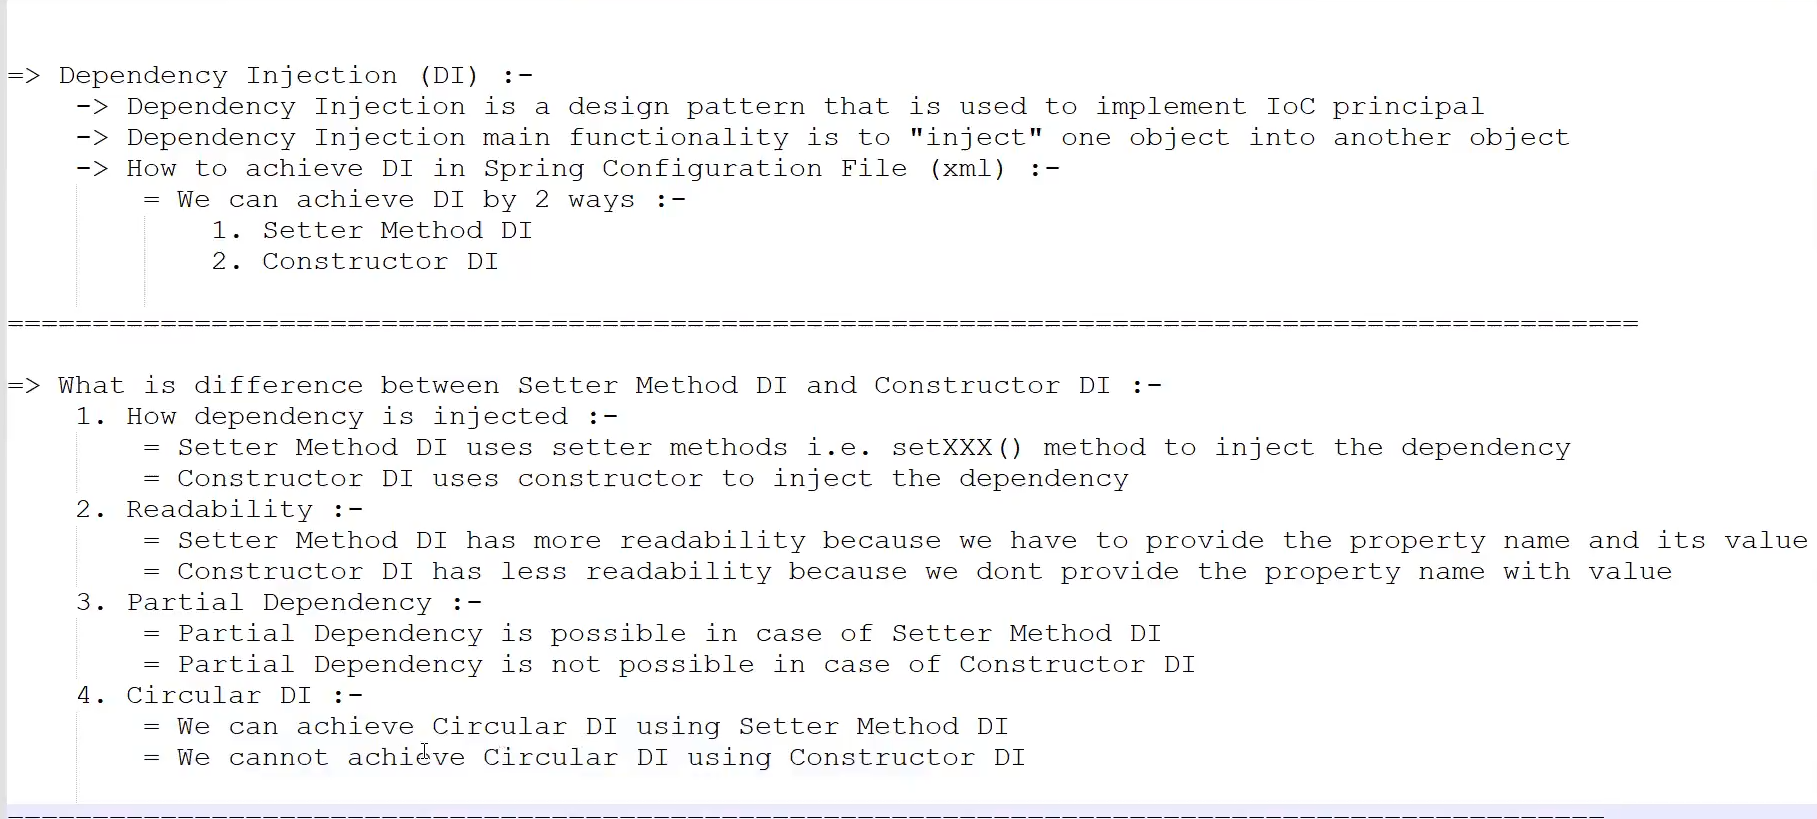 => Dependency Injection (DI) :-
-> Dependency Injection is a design pattern that is used to implement IoC principal
-> Dependency Injection main functionality is to "inject" one object into another object
-> How to achieve DI in Spring Configuration File (xml) :-
= We can achieve DI by 2 ways :-
1. Setter Method DI
2. Constructor DI
================================================================================================
=> What is difference between Setter Method DI and Constructor DI :-
1. How dependency is injected :-
= Setter Method DI uses setter methods i.e. setXXX() method to inject the dependency
= Constructor DI uses constructor to inject the dependency
2. Readability :-
= Setter Method DI has more readability because we have to provide the property name and its value
= Constructor DI has less readability because we dont provide the property name with value
3. Partial Dependency :-
= Partial Dependency is possible in case of Setter Method DI
= Partial Dependency is not possible in case of Constructor DI
4. Circular DI :-
= We can achieve Circular DI using Setter Method DI
= We cannot achieve Circular DI using Constructor DI
==============================================================================================